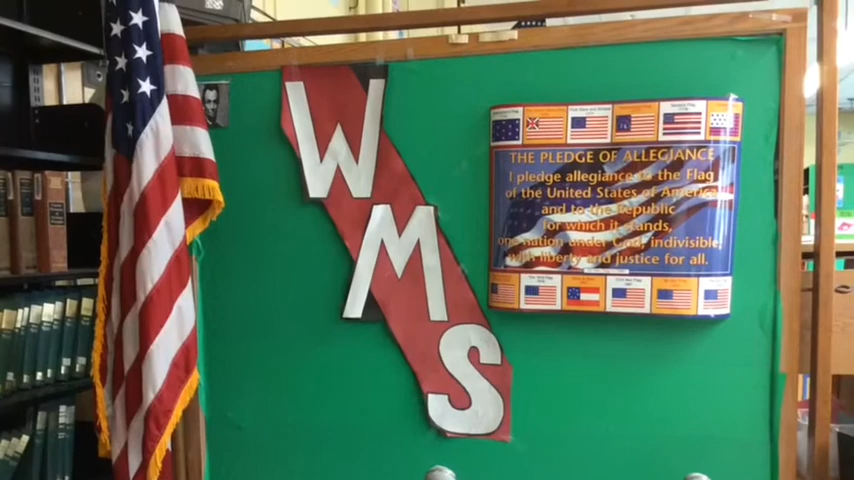 W
M
S
THE PLEDGE OF ALLEGIANCE
I pledge allegiance to the Flag
of the United States of America
and to the Republic
for which it stands,
one nation under God, indivisible,
with liberty and justice for all.